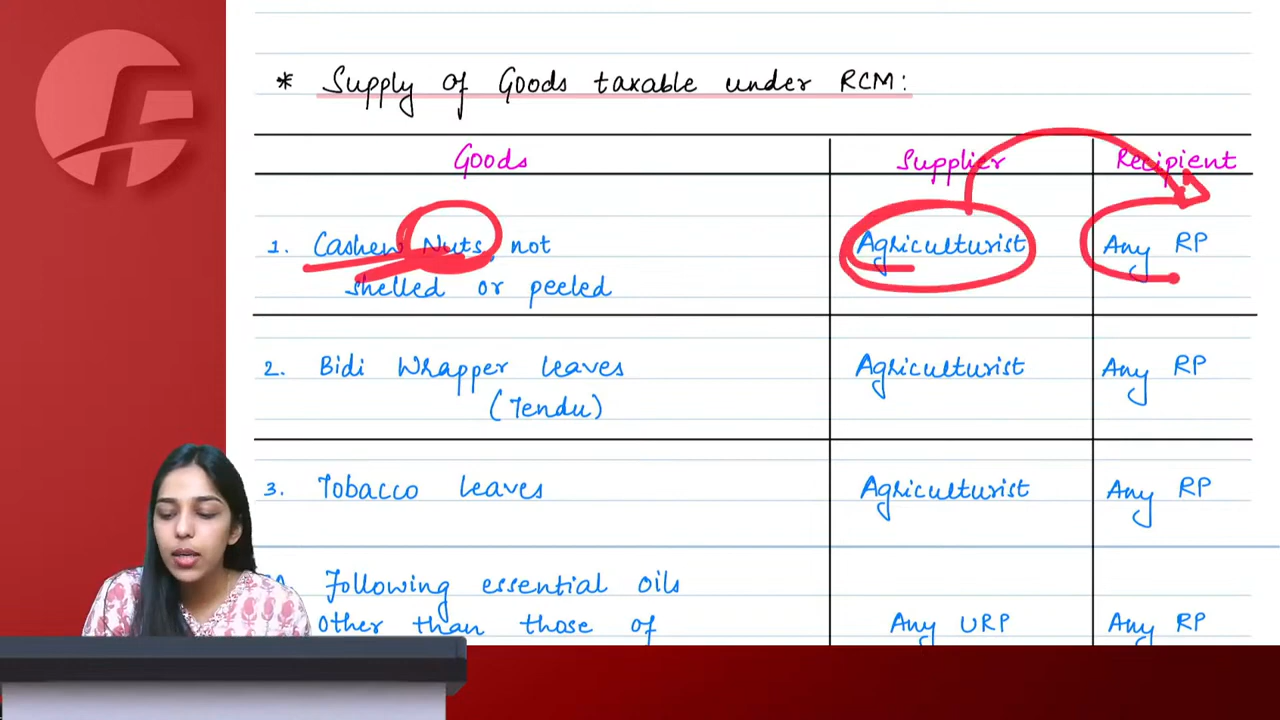 * Supply of Goods taxable under RCM:
Goods Supplier Recipient
1. Cashew Nuts, not Agriculturist Any RP
shelled or peeled
2. Bidi Wrapper leaves Agriculturist Any RP
(Tendu)
3. Tobacco leaves Agriculturist Any RP
Following essential oils
other than those of Any URP Any RP